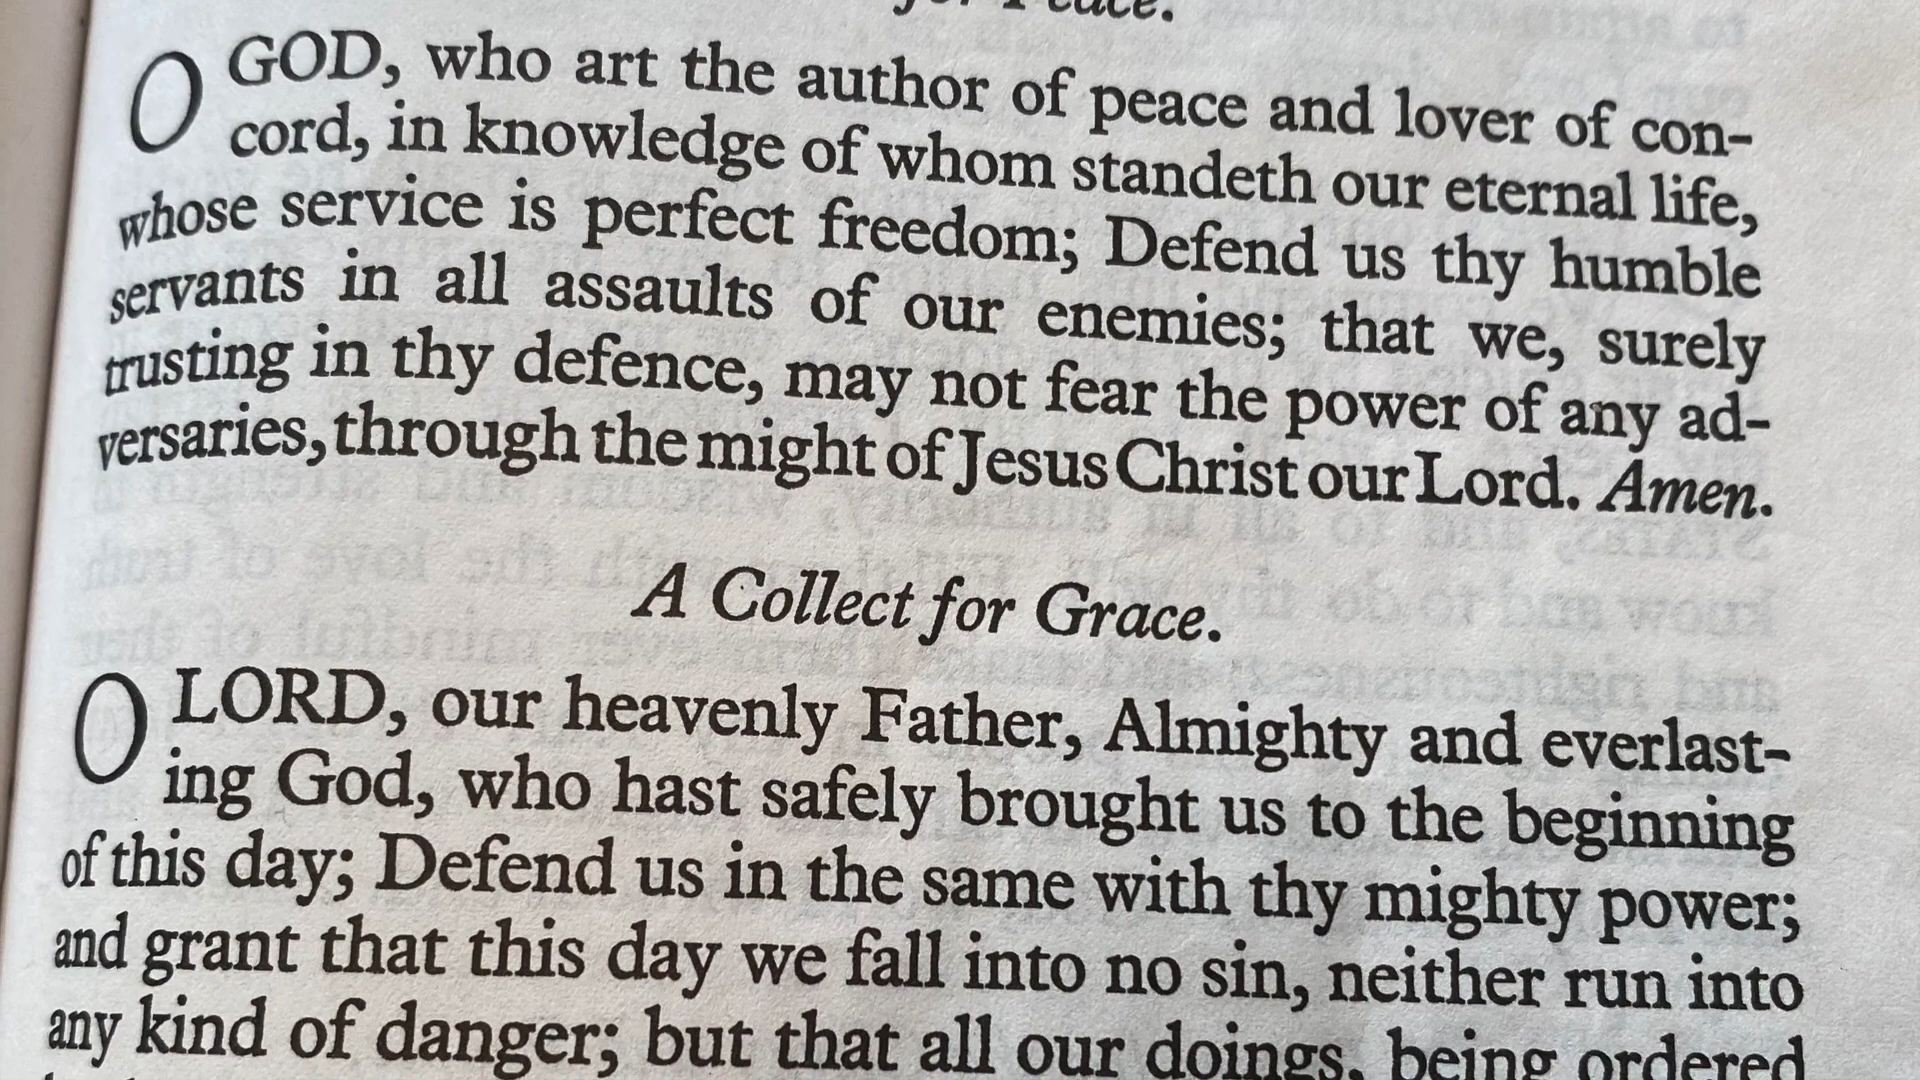 for Peace.
O GOD, who art the author of peace and lover of con-
cord, in knowledge of whom standeth our eternal life,
whose service is perfect freedom; Defend us thy humble
servants in all assaults of our enemies; that we, surely
trusting in thy defence, may not fear the power of any ad-
versaries, through the might of Jesus Christ our Lord. Amen.
A Collect for Grace.
O LORD, our heavenly Father, Almighty and everlast-
ing God, who hast safely brought us to the beginning
of this day; Defend us in the same with thy mighty power;
and grant that this day we fall into no sin, neither run into
any kind of danger; but that all our doings, being ordered